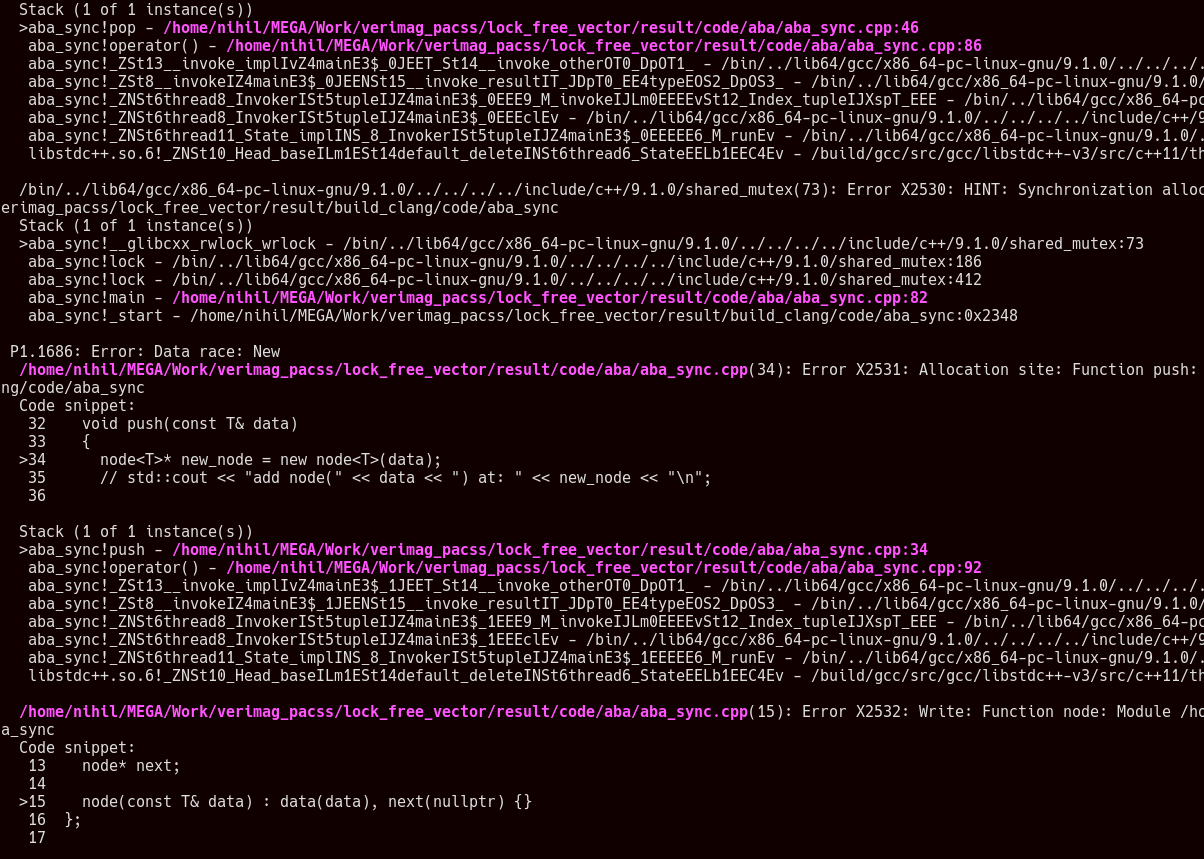 Stack (1 of 1 instance(s))
>aba_sync!pop - /home/nihil/MEGA/Work/verimag_pacss/lock_free_vector/result/code/aba/aba_sync.cpp:46
aba_sync!operator() - /home/nihil/MEGA/Work/verimag_pacss/lock_free_vector/result/code/aba/aba_sync.cpp:86
aba_sync!_ZSt13__invoke_implIvZ4mainE3$_0JEET_St14__invoke_otherOT0_DpOT1_ - /bin/../lib64/gcc/x86_64-pc-linux-gnu/9.1.0/../../../.
aba_sync!_ZSt8__invokeIZ4mainE3$_0JEENSt15__invoke_resultIT_JDpT0_EE4typeEOS2_DpOS3_ - /bin/../lib64/gcc/x86_64-pc-linux-gnu/9.1.0/
aba_sync!_ZNSt6thread8_InvokerISt5tupleIJZ4mainE3$_0EEE9_M_invokeIJLm0EEEEvSt12_Index_tupleIJXspT_EEE - /bin/../lib64/gcc/x86_64-pc
aba_sync!_ZNSt6thread8_InvokerISt5tupleIJZ4mainE3$_0EEEclEv - /bin/../lib64/gcc/x86_64-pc-linux-gnu/9.1.0/../../../../include/c++/9
aba_sync!_ZNSt6thread11_State_implINS_8_InvokerISt5tupleIJZ4mainE3$_0EEEEE6_M_runEv - /bin/../lib64/gcc/x86_64-pc-linux-gnu/9.1.0/.
libstdc++.so.6!_ZNSt10_Head_baseILm1ESt14default_deleteINSt6thread6_StateEELb1EEC4Ev - /build/gcc/src/gcc/libstdc++-v3/src/c++11/th
/bin/../lib64/gcc/x86_64-pc-linux-gnu/9.1.0/../../../../include/c++/9.1.0/shared_mutex(73): Error X2530: HINT: Synchronization alloc
erimag_pacss/lock_free_vector/result/build_clang/code/aba_sync
Stack (1 of 1 instance(s))
>aba_sync!__glibcxx_rwlock_wrlock - /bin/../lib64/gcc/x86_64-pc-linux-gnu/9.1.0/../../../../include/c++/9.1.0/shared_mutex:73
aba_sync!lock - /bin/../lib64/gcc/x86_64-pc-linux-gnu/9.1.0/../../../../include/c++/9.1.0/shared_mutex:186
aba_sync!lock - /bin/../lib64/gcc/x86_64-pc-linux-gnu/9.1.0/../../../../include/c++/9.1.0/shared_mutex:412
aba_sync!main - /home/nihil/MEGA/Work/verimag_pacss/lock_free_vector/result/code/aba/aba_sync.cpp:82
aba_sync!_start - /home/nihil/MEGA/Work/verimag_pacss/lock_free_vector/result/build_clang/code/aba_sync:0x2348
P1.1686: Error: Data race: New
/home/nihil/MEGA/Work/verimag_pacss/lock_free_vector/result/code/aba/aba_sync.cpp(34): Error X2531: Allocation site: Function push:
ng/code/aba_sync
Code snippet:
32    void push(const T& data)
33    {
>34      node<T>* new_node = new node<T>(data);
35      // std::cout << "add node(" << data << ") at: " << new_node << "\n";
36
Stack (1 of 1 instance(s))
>aba_sync!push - /home/nihil/MEGA/Work/verimag_pacss/lock_free_vector/result/code/aba/aba_sync.cpp:34
aba_sync!operator() - /home/nihil/MEGA/Work/verimag_pacss/lock_free_vector/result/code/aba/aba_sync.cpp:92
aba_sync!_ZSt13__invoke_implIvZ4mainE3$_1JEET_St14__invoke_otherOT0_DpOT1_ - /bin/../lib64/gcc/x86_64-pc-linux-gnu/9.1.0/../../../.
aba_sync!_ZSt8__invokeIZ4mainE3$_1JEENSt15__invoke_resultIT_JDpT0_EE4typeEOS2_DpOS3_ - /bin/../lib64/gcc/x86_64-pc-linux-gnu/9.1.0/
aba_sync!_ZNSt6thread8_InvokerISt5tupleIJZ4mainE3$_1EEE9_M_invokeIJLm0EEEEvSt12_Index_tupleIJXspT_EEE - /bin/../lib64/gcc/x86_64-pc
aba_sync!_ZNSt6thread8_InvokerISt5tupleIJZ4mainE3$_1EEEclEv - /bin/../lib64/gcc/x86_64-pc-linux-gnu/9.1.0/../../../../include/c++/9
aba_sync!_ZNSt6thread11_State_implINS_8_InvokerISt5tupleIJZ4mainE3$_1EEEEE6_M_runEv - /bin/../lib64/gcc/x86_64-pc-linux-gnu/9.1.0/.
libstdc++.so.6!_ZNSt10_Head_baseILm1ESt14default_deleteINSt6thread6_StateEELb1EEC4Ev - /build/gcc/src/gcc/libstdc++-v3/src/c++11/th
/home/nihil/MEGA/Work/verimag_pacss/lock_free_vector/result/code/aba/aba_sync.cpp(15): Error X2532: Write: Function node: Module /ho
a_sync
Code snippet:
13    node* next;
14
>15    node(const T& data) : data(data), next(nullptr) {}
16  };
17